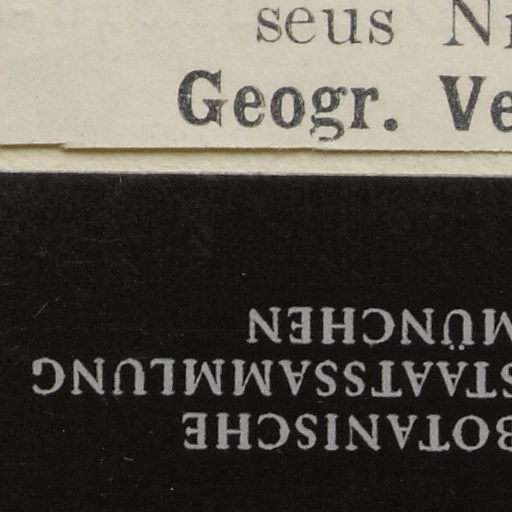 seus
Geogr.
BOTANISCHE
STAATSSAMMLUNG
MÜNCHEN